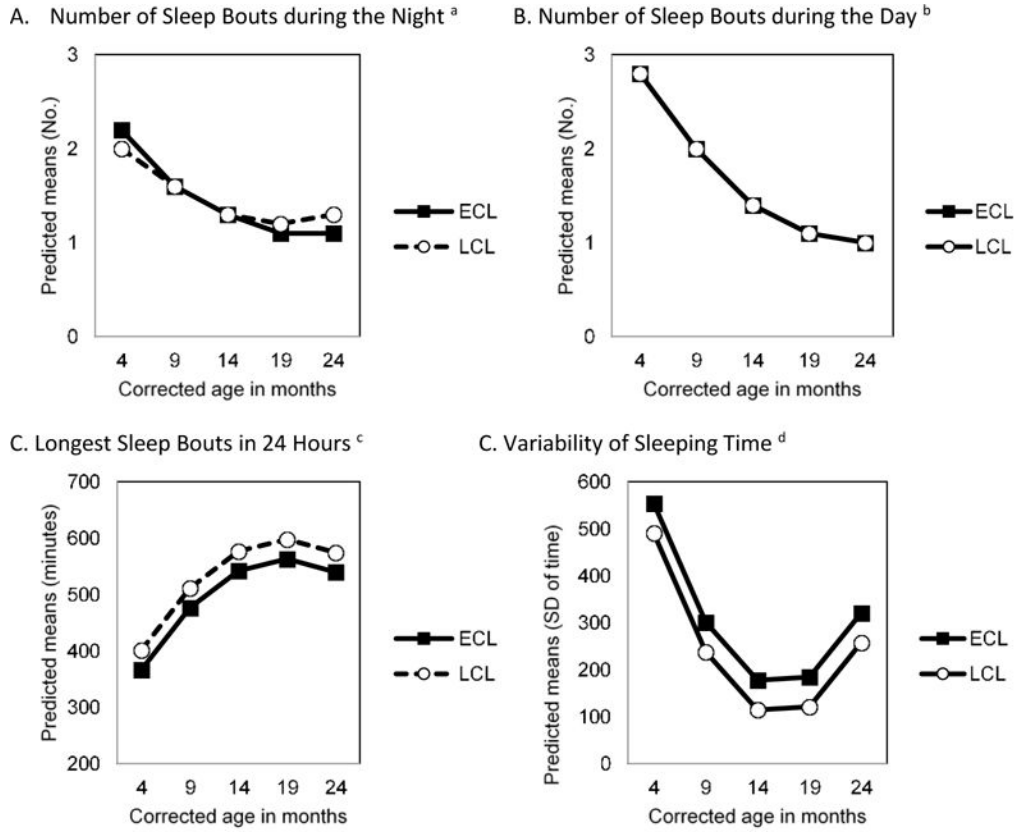 A. Number of Sleep Bouts during the Night a
3
2
1
0
Predicted means (No.)
4 9 14 19 24
Corrected age in months
ECL
LCL
B. Number of Sleep Bouts during the Day b
3
2
1
0
Predicted means (No.)
4 9 14 19 24
Corrected age in months
ECL
LCL
C. Longest Sleep Bouts in 24 Hours c
700
600
500
400
300
200
Predicted means (minutes)
4 9 14 19 24
Corrected age in months
ECL
LCL
C. Variability of Sleeping Time d
600
500
400
300
200
100
0
Predicted means (SD of time)
4 9 14 19 24
Corrected age in months
ECL
LCL